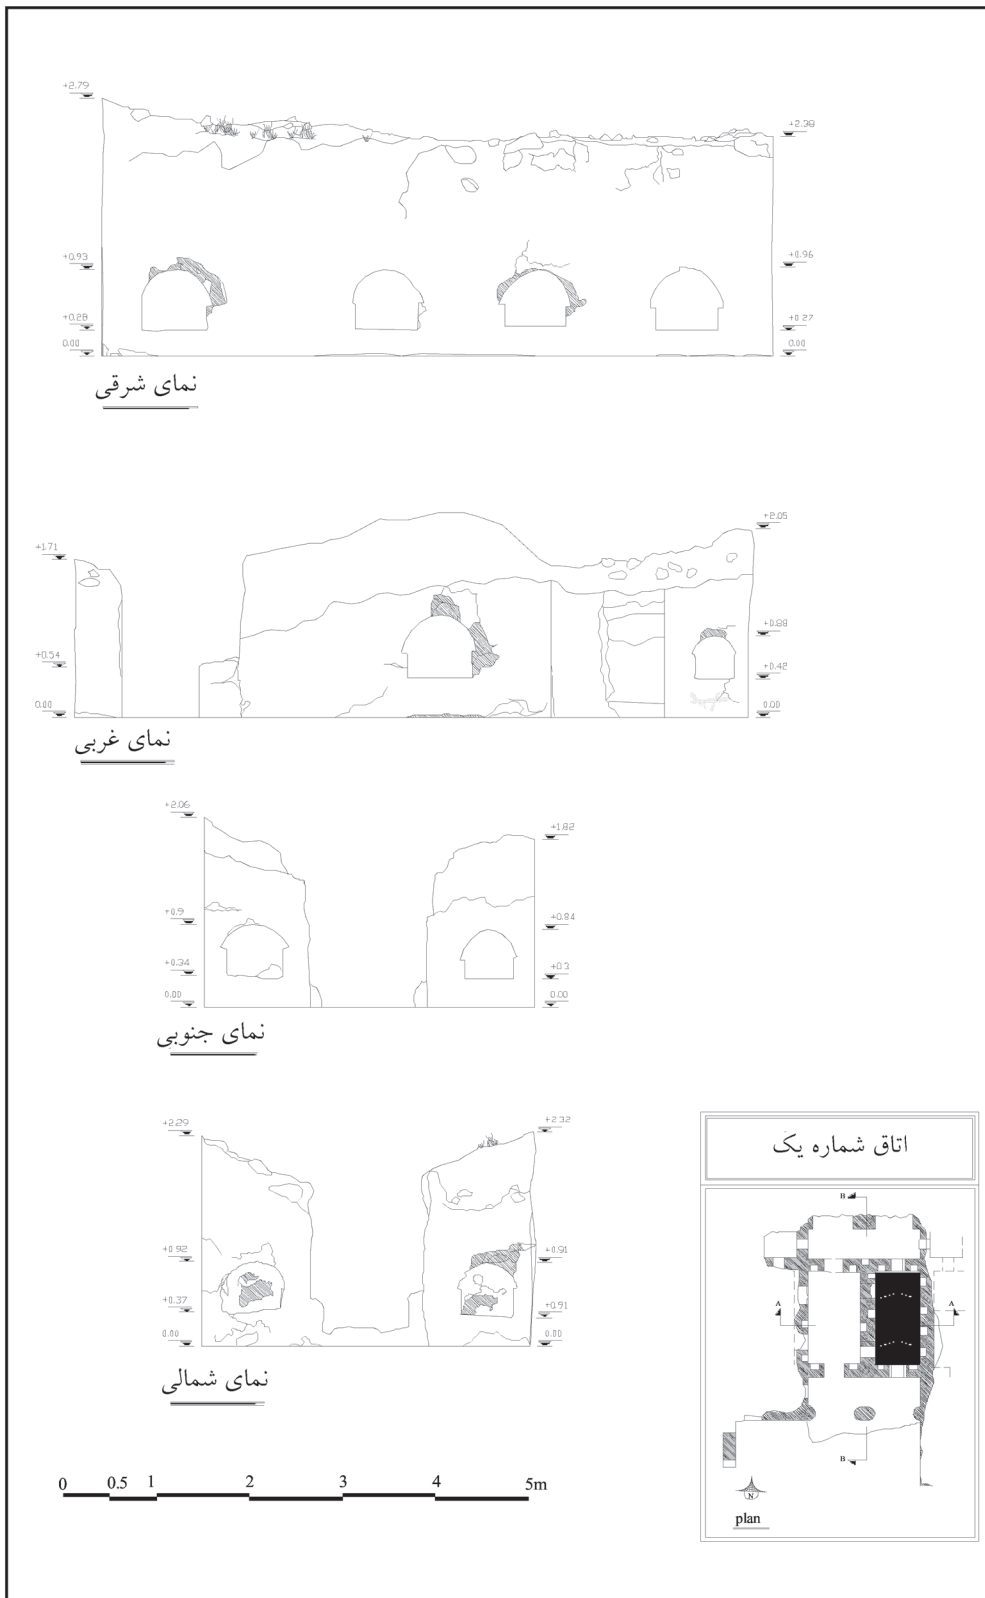 +2.79
+2.38
+0.93
+0.96
+0.28
+0.27
0.00
0.00
نمای شرقی
+2.05
+1.71
+0.88
+0.54
+0.42
0.00
0.00
نمای غربی
+2.06
+1.82
+0.9
+0.84
+0.34
+0.3
0.00
0.00
نمای جنوبی
+2.29
+2.32
+0.92
+0.91
+0.37
+0.91
0.00
0.00
نمای شمالی
0 0.5 1 2 3 4 5m
اتاق شماره یک
B
A A
B
N
plan